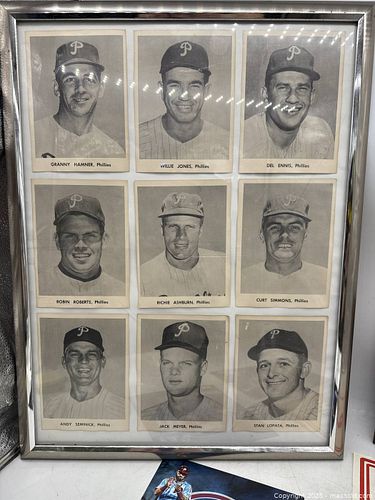 P
P
P
GRANNY HAMNER, Phillies
WILLIE JONES, Phillies
DEL ENNIS, Phillies
P
P
P
ROBIN ROBERTS, Phillies
RICHIE ASHBURN, Phillies
CURT SIMMONS, Phillies
P
P
P
ANDY SEMINICK, Phillies
JACK MEYER, Phillies
STAN LOPATA, Phillies